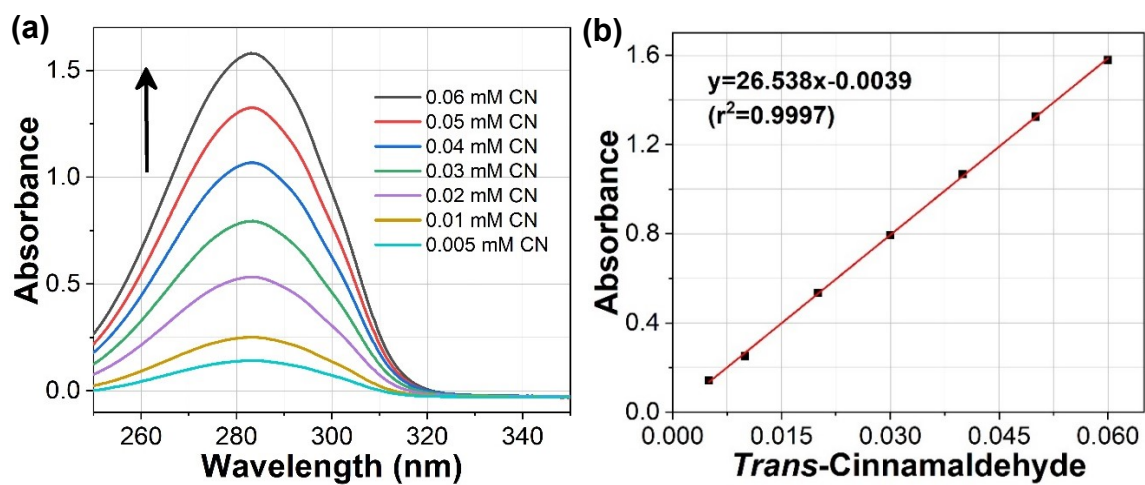 (a)
Absorbance
1.5
1.0
0.5
0.0
260 280 300 320 340
Wavelength (nm)
0.06 mM CN
0.05 mM CN
0.04 mM CN
0.03 mM CN
0.02 mM CN
0.01 mM CN
0.005 mM CN
(b)
Absorbance
1.6
1.2
0.8
0.4
0.0
0.000 0.015 0.030 0.045 0.060
Trans-Cinnamaldehyde
y=26.538x-0.0039
(r²=0.9997)